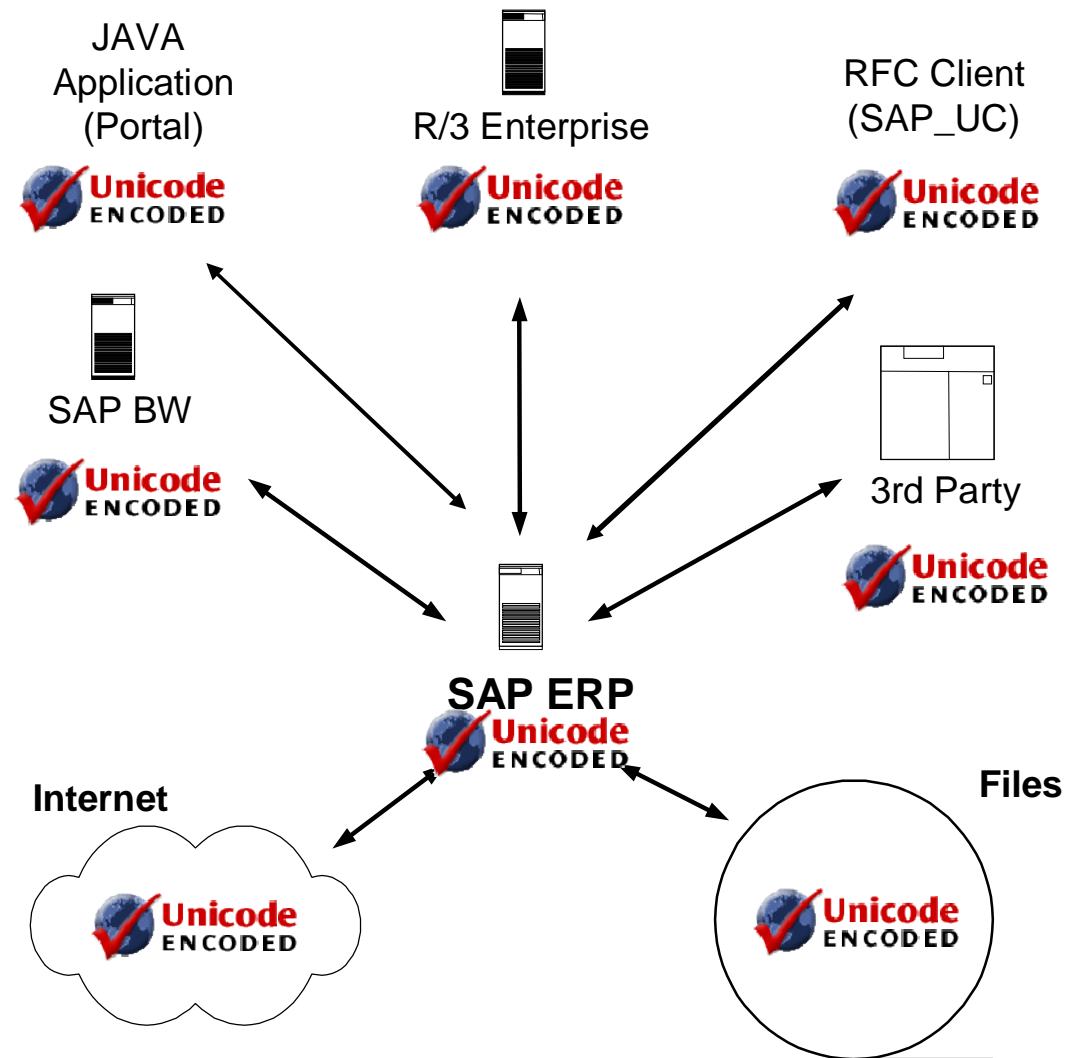 JAVA
Application
(Portal)
Unicode
ENCODED
R/3 Enterprise
Unicode
ENCODED
RFC Client
(SAP_UC)
Unicode
ENCODED
SAP BW
Unicode
ENCODED
3rd Party
Unicode
ENCODED
SAP ERP
Unicode
ENCODED
Internet
Unicode
ENCODED
Files
Unicode
ENCODED